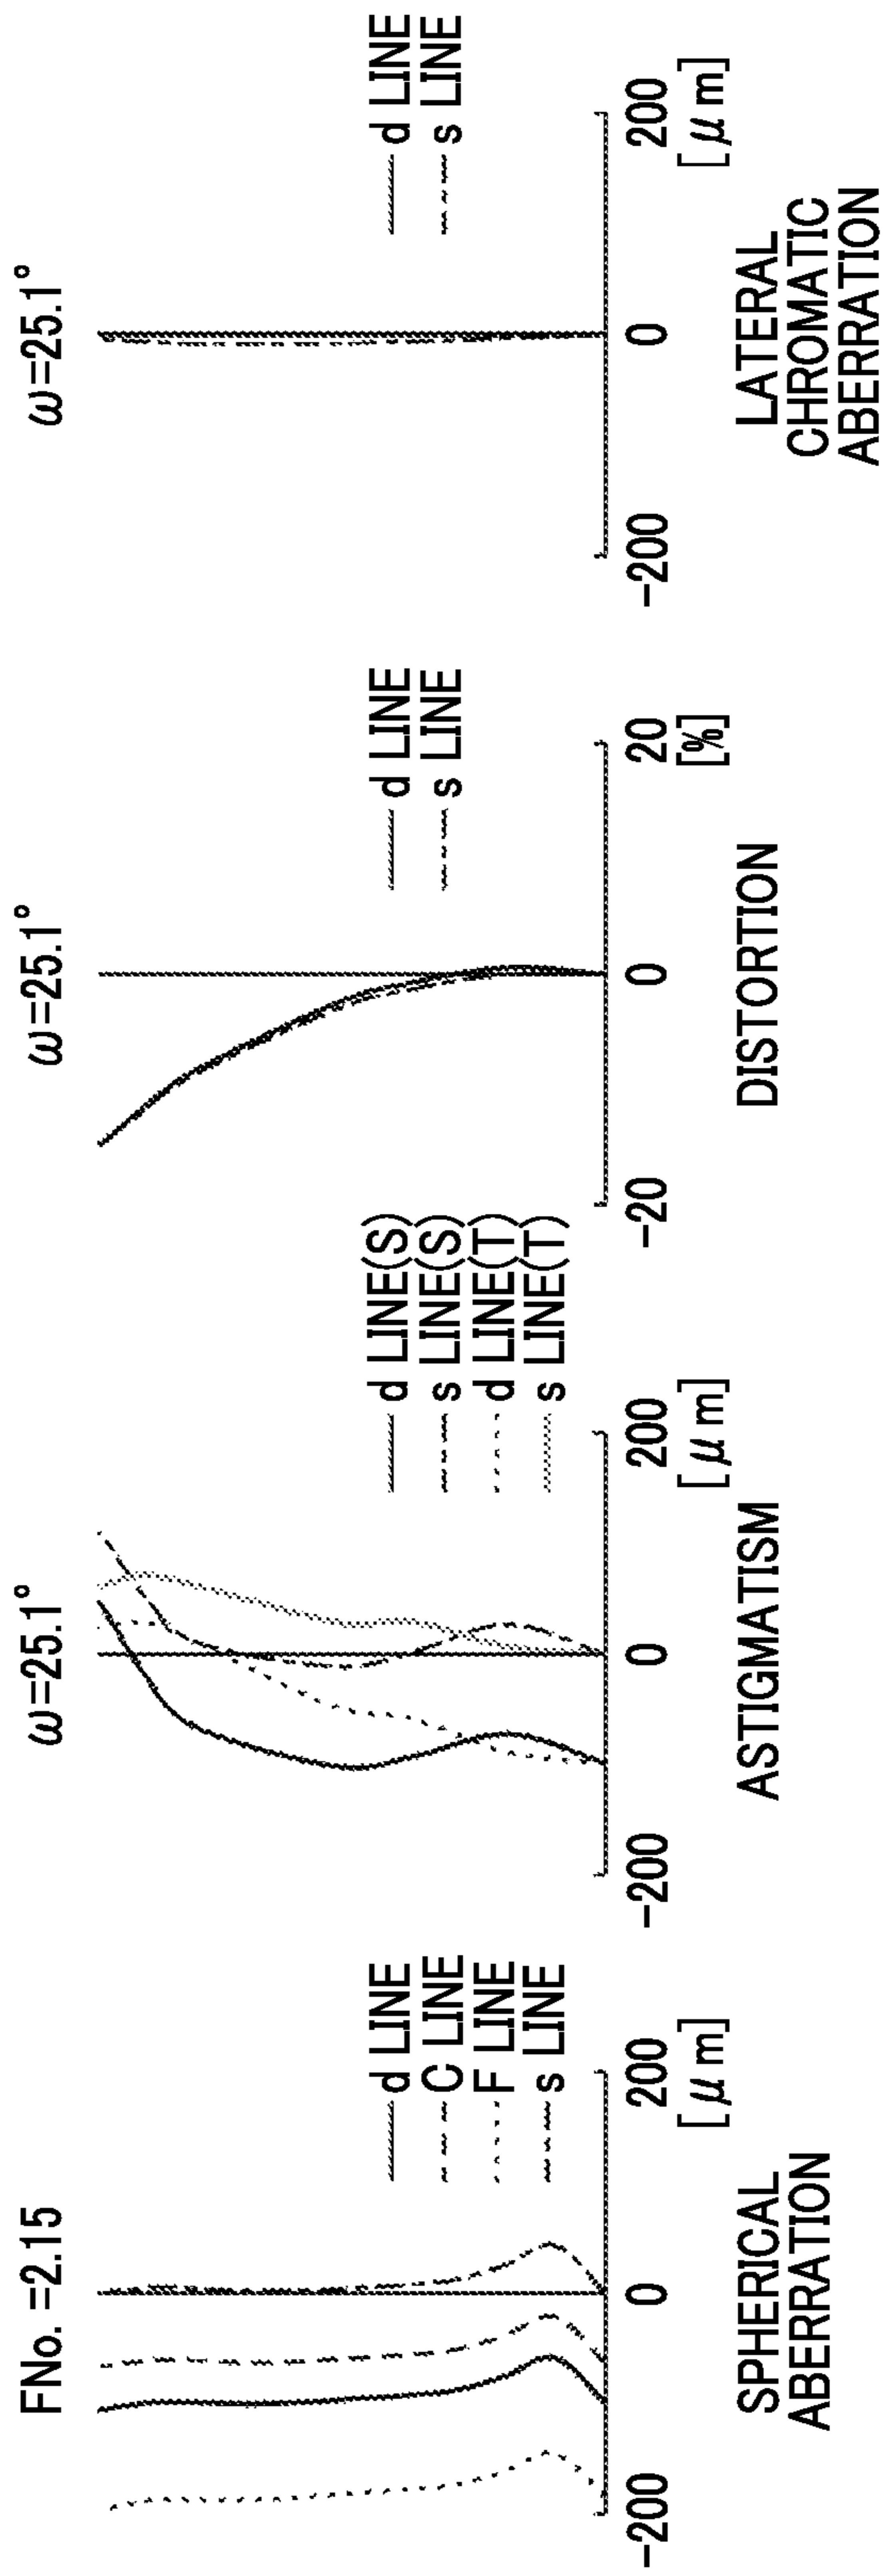 FNo. =2.15
d LINE
C LINE
F LINE
s LINE
-200
0
200
[μm]
SPHERICAL
ABERRATION
ω=25.1°
d LINE(S)
s LINE(S)
d LINE(T)
s LINE(T)
-200
0
200
[μm]
ASTIGMATISM
ω=25.1°
d LINE
s LINE
-20
0
20
[%]
DISTORTION
ω=25.1°
d LINE
s LINE
-200
0
200
[μm]
LATERAL
CHROMATIC
ABERRATION